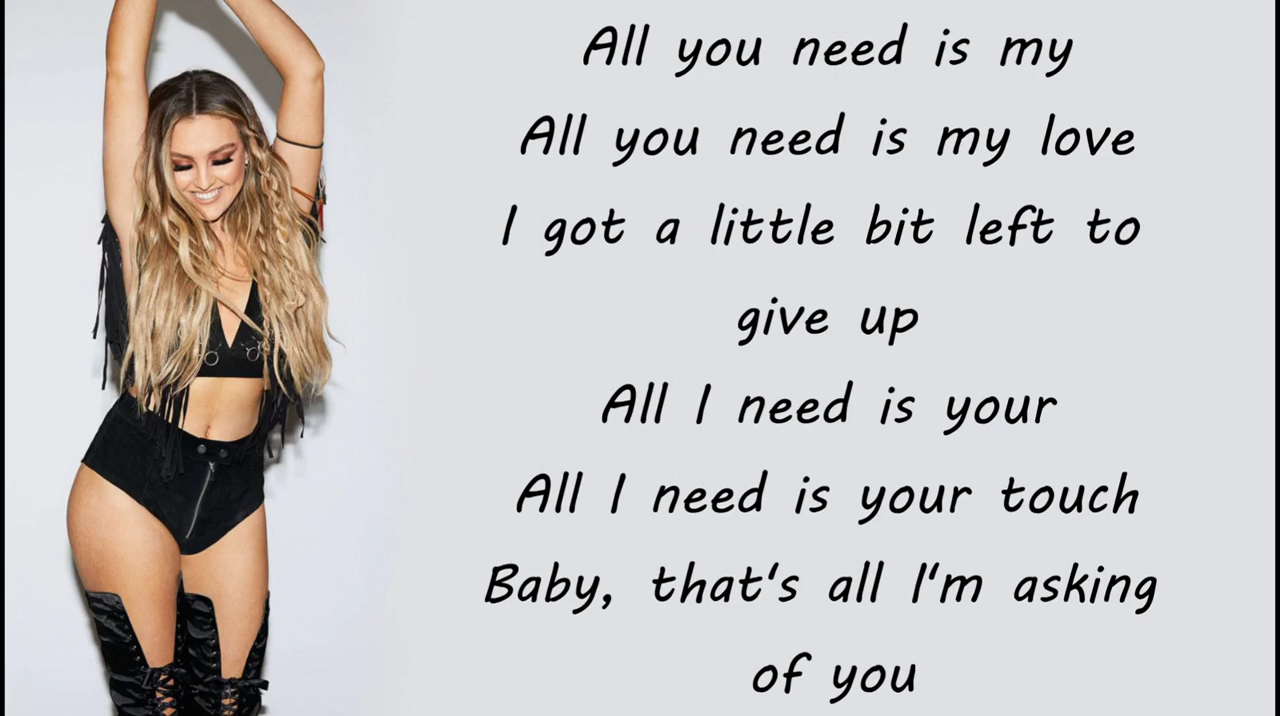 All you need is my
All you need is my love
I got a little bit left to
give up
All I need is your
All I need is your touch
Baby, that's all I'm asking
of you